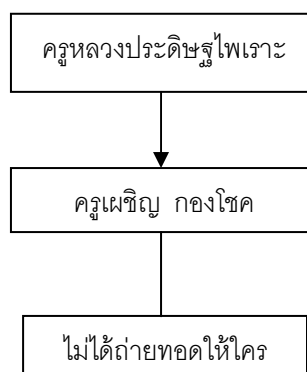 ครูหลวงประดิษฐไพเราะ
ครูเผชิญ  กองโชค
ไม่ได้ถ่ายทอดให้ใคร